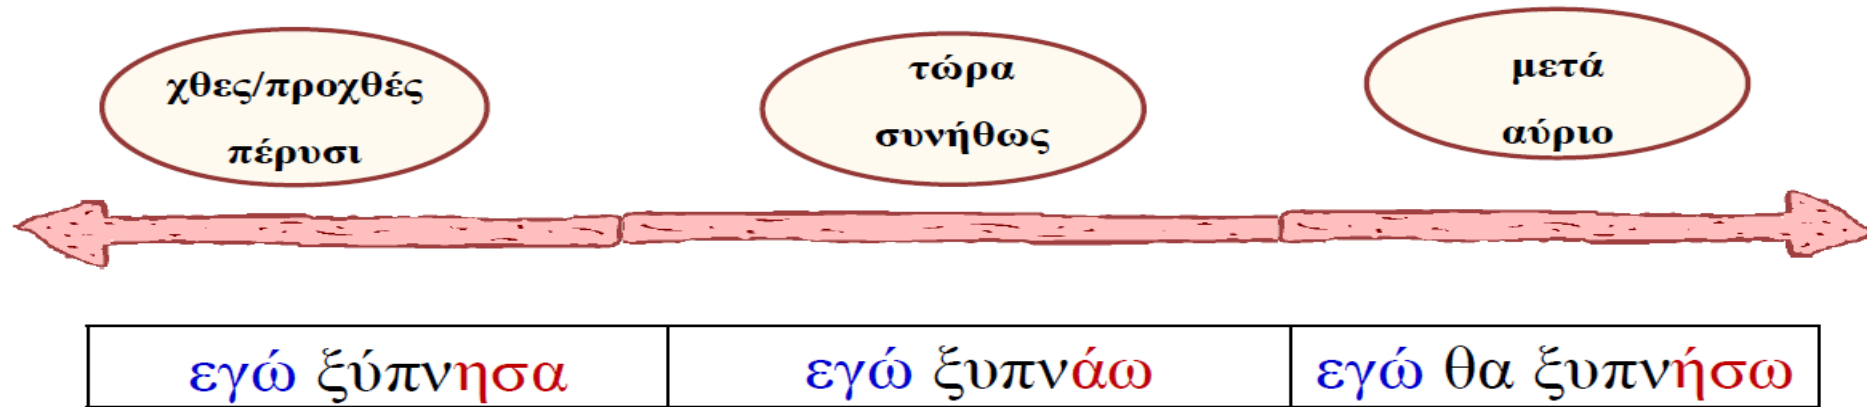 χθες/προχθές
πέρυσι
τώρα
συνήθως
μετά
αύριο
εγώ ξύπνησα
εγώ ξυπνάω
εγώ θα ξυπνήσω